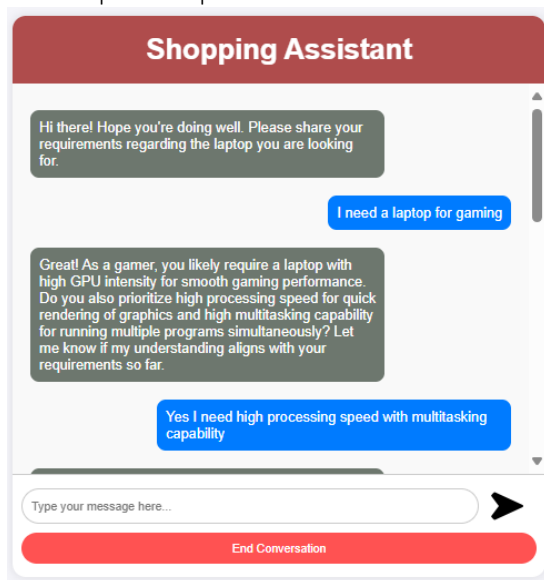 Shopping Assistant
Hi there! Hope you're doing well. Please share your
requirements regarding the laptop you are looking
for.
I need a laptop for gaming
Great! As a gamer, you likely require a laptop with
high GPU intensity for smooth gaming performance.
Do you also prioritize high processing speed for quick
rendering of graphics and high multitasking capability
for running multiple programs simultaneously? Let
me know if my understanding aligns with your
requirements so far.
Yes I need high processing speed with multitasking
capability
Type your message here...
End Conversation